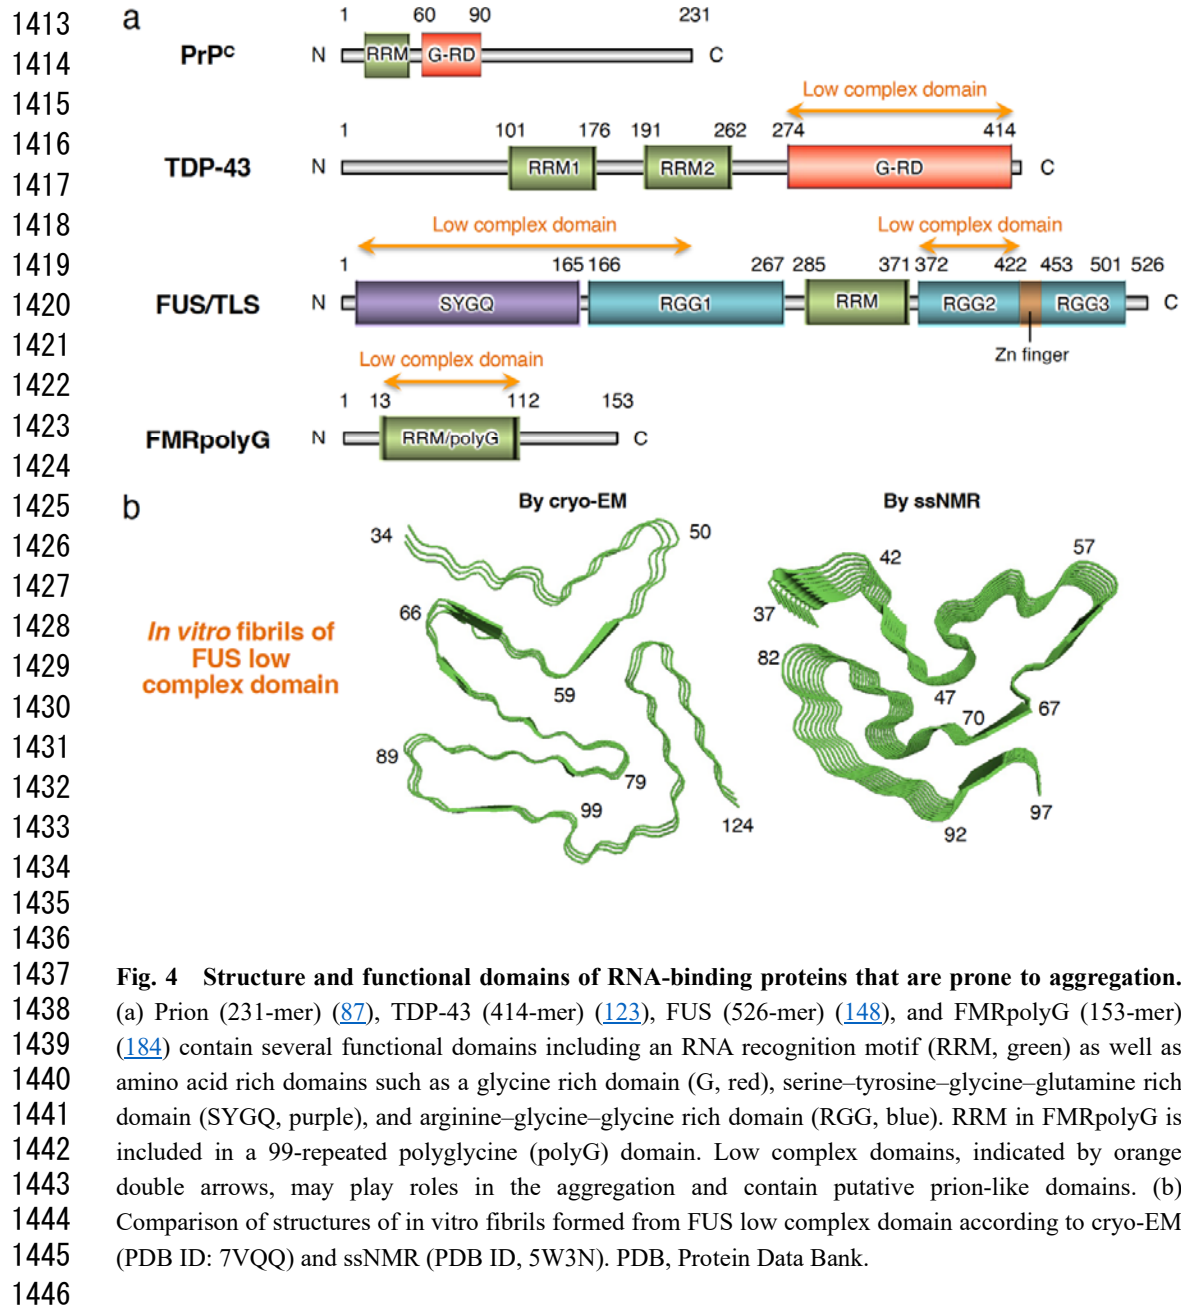 1413
1414
1415
1416
1417
1418
1419
1420
1421
1422
1423
1424
1425
1426
1427
1428
1429
1430
1431
1432
1433
1434
1435
1436
1437
1438
1439
1440
1441
1442
1443
1444
1445
1446
a
1 60 90 231
PrPᶜ N RRM G-RD C
Low complex domain
1 101 176 191 262 274 414
TDP-43 N RRM1 RRM2 G-RD C
Low complex domain Low complex domain
1 165 166 267 285 371 372 422 453 501 526
FUS/TLS N SYGQ RGG1 RRM RGG2 RGG3 C
Zn finger
Low complex domain
1 13 112 153
FMRpolyG N RRM/polyG C
b
By cryo-EM By ssNMR
In vitro fibrils of
FUS low
complex domain
34 50
66
59
89
79
99
124
42 57
37
82
47 70 67
97
92
Fig. 4 Structure and functional domains of RNA-binding proteins that are prone to aggregation.
(a) Prion (231-mer) (87), TDP-43 (414-mer) (123), FUS (526-mer) (148), and FMRpolyG (153-mer)
(184) contain several functional domains including an RNA recognition motif (RRM, green) as well as
amino acid rich domains such as a glycine rich domain (G, red), serine–tyrosine–glycine–glutamine rich
domain (SYGQ, purple), and arginine–glycine–glycine rich domain (RGG, blue). RRM in FMRpolyG is
included in a 99-repeated polyglycine (polyG) domain. Low complex domains, indicated by orange
double arrows, may play roles in the aggregation and contain putative prion-like domains. (b)
Comparison of structures of in vitro fibrils formed from FUS low complex domain according to cryo-EM
(PDB ID: 7VQQ) and ssNMR (PDB ID, 5W3N). PDB, Protein Data Bank.